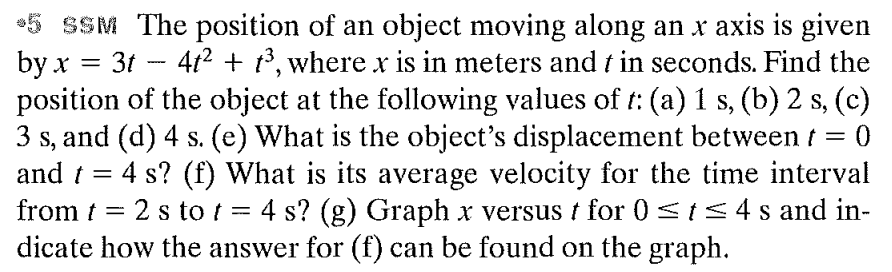 •5 SSM The position of an object moving along an x axis is given
by x = 3t − 4t² + t³, where x is in meters and t in seconds. Find the
position of the object at the following values of t: (a) 1 s, (b) 2 s, (c)
3 s, and (d) 4 s. (e) What is the object's displacement between t = 0
and t = 4 s? (f) What is its average velocity for the time interval
from t = 2 s to t = 4 s? (g) Graph x versus t for 0 ≤ t ≤ 4 s and in-
dicate how the answer for (f) can be found on the graph.